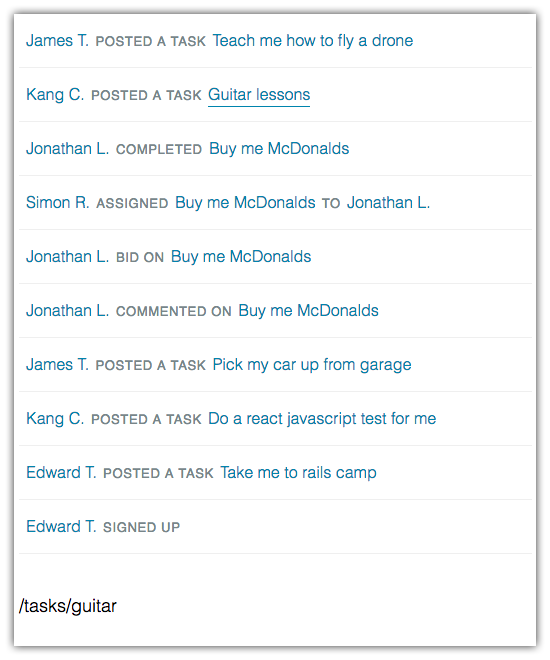 James T. POSTED A TASK Teach me how to fly a drone
Kang C. POSTED A TASK Guitar lessons
Jonathan L. COMPLETED Buy me McDonalds
Simon R. ASSIGNED Buy me McDonalds TO Jonathan L.
Jonathan L. BID ON Buy me McDonalds
Jonathan L. COMMENTED ON Buy me McDonalds
James T. POSTED A TASK Pick my car up from garage
Kang C. POSTED A TASK Do a react javascript test for me
Edward T. POSTED A TASK Take me to rails camp
Edward T. SIGNED UP
/tasks/guitar